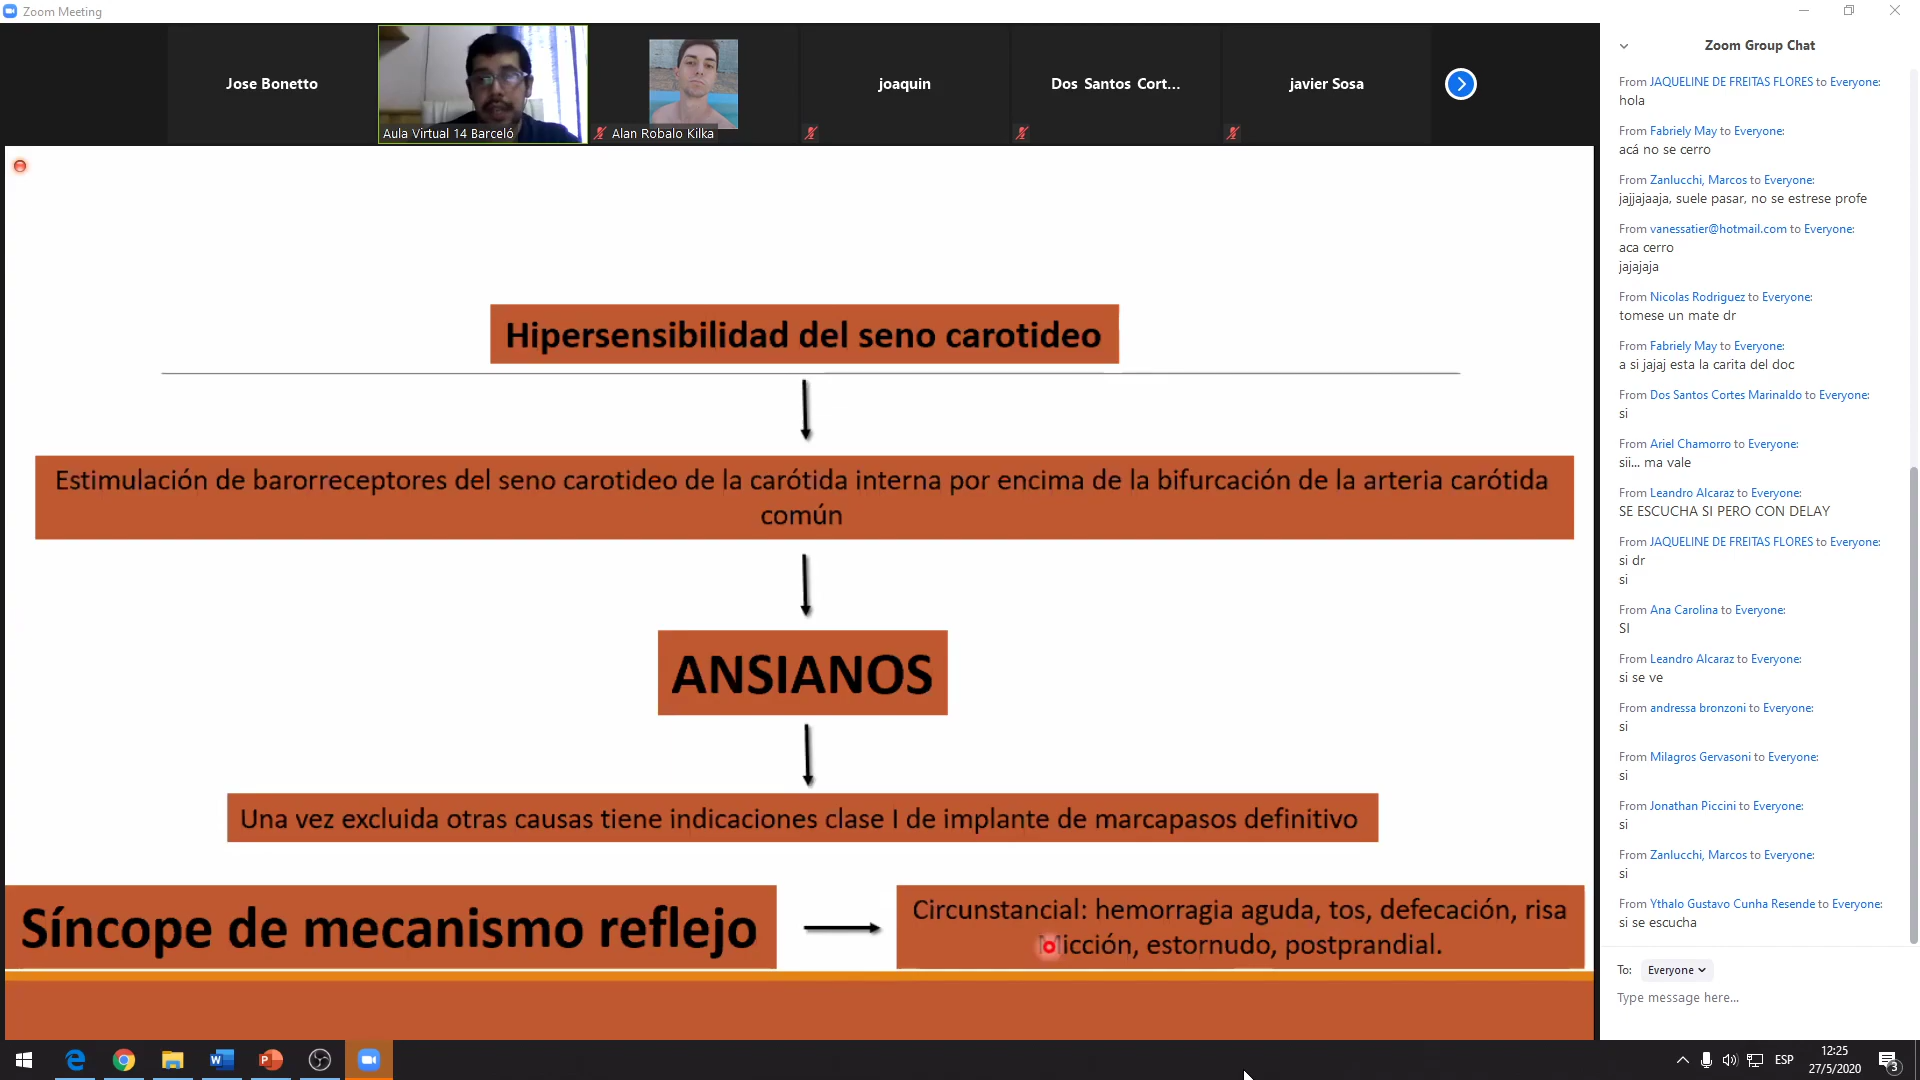 Zoom Meeting
Jose Bonetto
Aula Virtual 14 Barceló
Alan Robalo Kilka
joaquin
Dos Santos Cort...
javier Sosa
Hipersensibilidad del seno carotideo
Estimulación de barorreceptores del seno carotideo de la carótida interna por encima de la bifurcación de la arteria carótida
común
ANSIANOS
Una vez excluida otras causas tiene indicaciones clase I de implante de marcapasos definitivo
Síncope de mecanismo reflejo
Circunstancial: hemorragia aguda, tos, defecación, risa
Micción, estornudo, postprandial.
Zoom Group Chat
From JAQUELINE DE FREITAS FLORES to Everyone:
hola
From Fabriely May to Everyone:
acá no se cerro
From Zanlucchi, Marcos to Everyone:
jajjajaaja, suele pasar, no se estrese profe
From vanessatier@hotmail.com to Everyone:
aca cerro
jajajaja
From Nicolas Rodriguez to Everyone:
tomese un mate dr
From Fabriely May to Everyone:
a si jajaj esta la carita del doc
From Dos Santos Cortes Marinaldo to Everyone:
si
From Ariel Chamorro to Everyone:
sii... ma vale
From Leandro Alcaraz to Everyone:
SE ESCUCHA SI PERO CON DELAY
From JAQUELINE DE FREITAS FLORES to Everyone:
si dr
si
From Ana Carolina to Everyone:
SI
From Leandro Alcaraz to Everyone:
si se ve
From andressa bronzoni to Everyone:
si
From Milagros Gervasoni to Everyone:
si
From Jonathan Piccini to Everyone:
si
From Zanlucchi, Marcos to Everyone:
si
From Ythalo Gustavo Cunha Resende to Everyone:
si se escucha
To: Everyone
Type message here...
ESP
12:25
27/5/2020
3